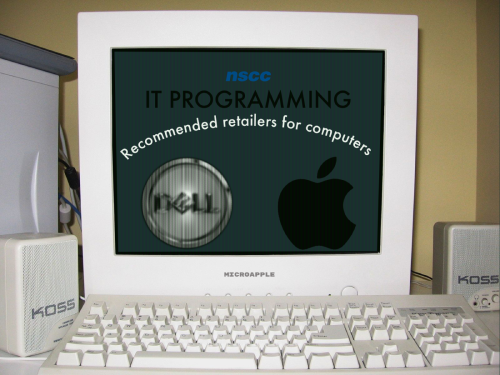 nscc
IT PROGRAMMING
Recommended retailers for computers
DELL
MICROAPPLE
KOSS
KOSS